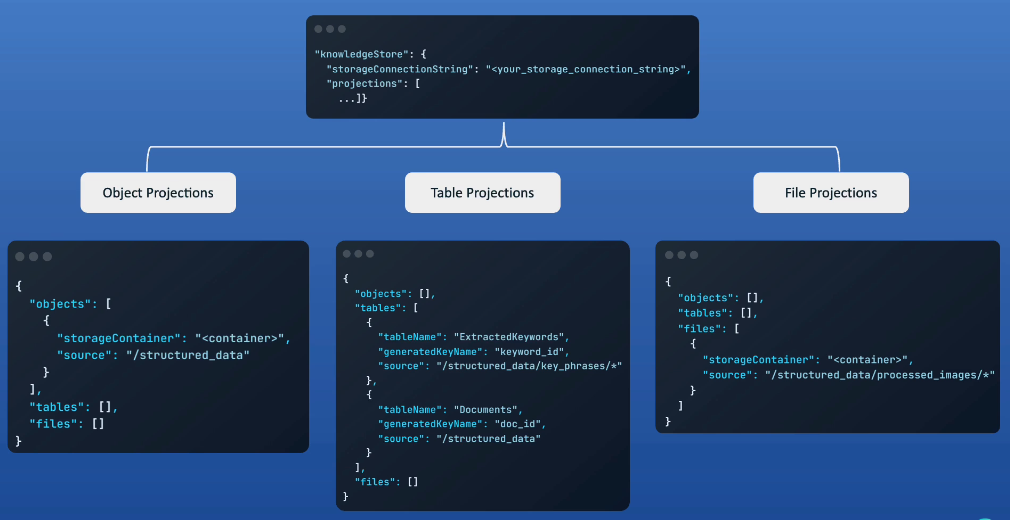 "knowledgeStore": {
"storageConnectionString": "<your_storage_connection_string>",
"projections": [
...]}
Object Projections
Table Projections
File Projections
{
"objects": [
{
"storageContainer": "<container>",
"source": "/structured_data"
}
],
"tables": [],
"files": []
}
{
"objects": [],
"tables": [
{
"tableName": "ExtractedKeywords",
"generatedKeyName": "keyword_id",
"source": "/structured_data/key_phrases/*"
},
{
"tableName": "Documents",
"generatedKeyName": "doc_id",
"source": "/structured_data"
}
],
"files": []
}
{
"objects": [],
"tables": [],
"files": [
{
"storageContainer": "<container>",
"source": "/structured_data/processed_images/*"
}
]
}